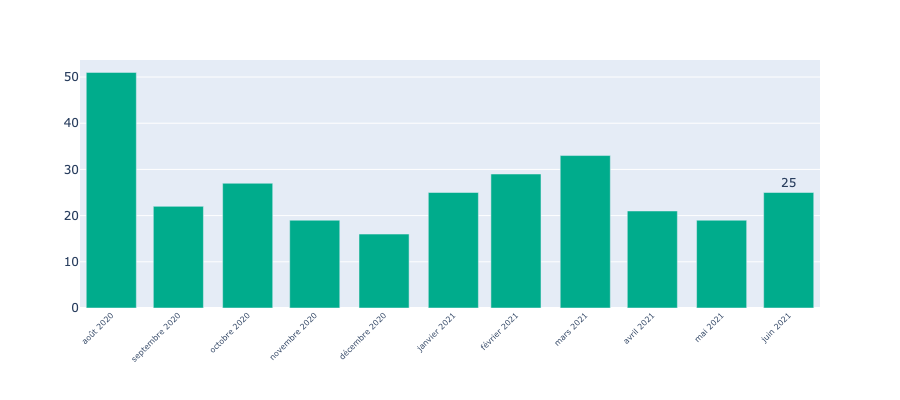 50
40
30
20
10
0
25
août 2020
septembre 2020
octobre 2020
novembre 2020
décembre 2020
janvier 2021
février 2021
mars 2021
avril 2021
mai 2021
juin 2021